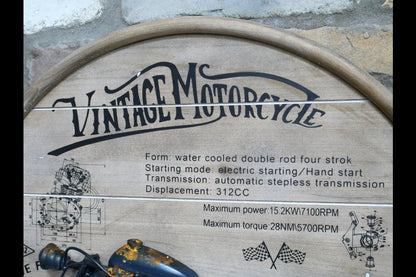 VINTAGE MOTORCYCLE
Form: water cooled double rod four strok
Starting mode: electric starting/Hand start
Transmission: automatic stepless transmission
Displacement: 312CC
Maximum power:15.2KW\7100RPM
Maximum torque 28NM\5700RPM